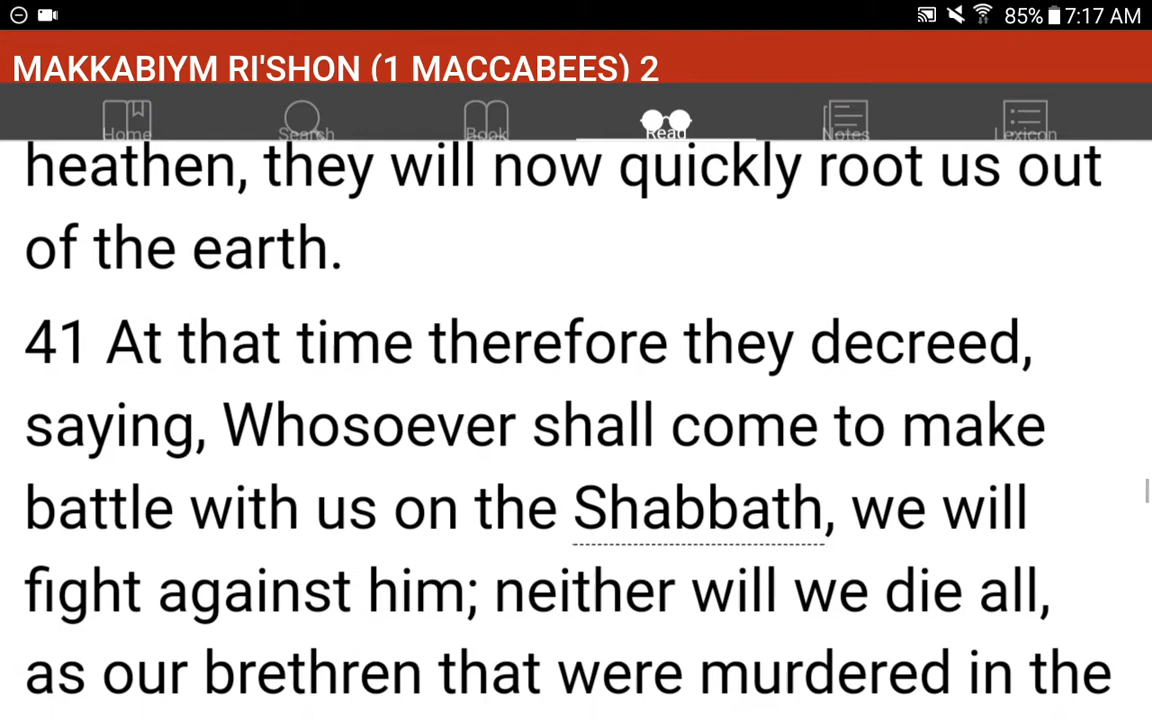 85% 7:17 AM
MAKKABIYM RI'SHON (1 MACCABEES) 2
Home Search Book Read Notes Lexicon
heathen, they will now quickly root us out
of the earth.
41 At that time therefore they decreed,
saying, Whosoever shall come to make
battle with us on the Shabbath, we will
fight against him; neither will we die all,
as our brethren that were murdered in the